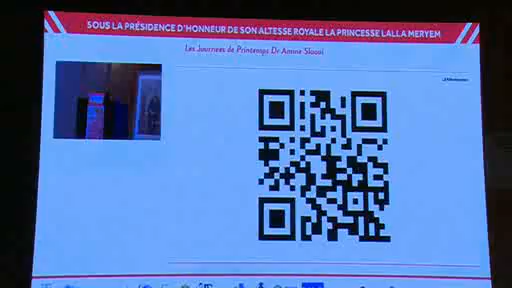 SOUS LA PRÉSIDENCE D'HONNEUR DE SON ALTESSE ROYALE LA PRINCESSE LALLA MERYEM
Les Journées de Printemps Dr Amine Slaoui